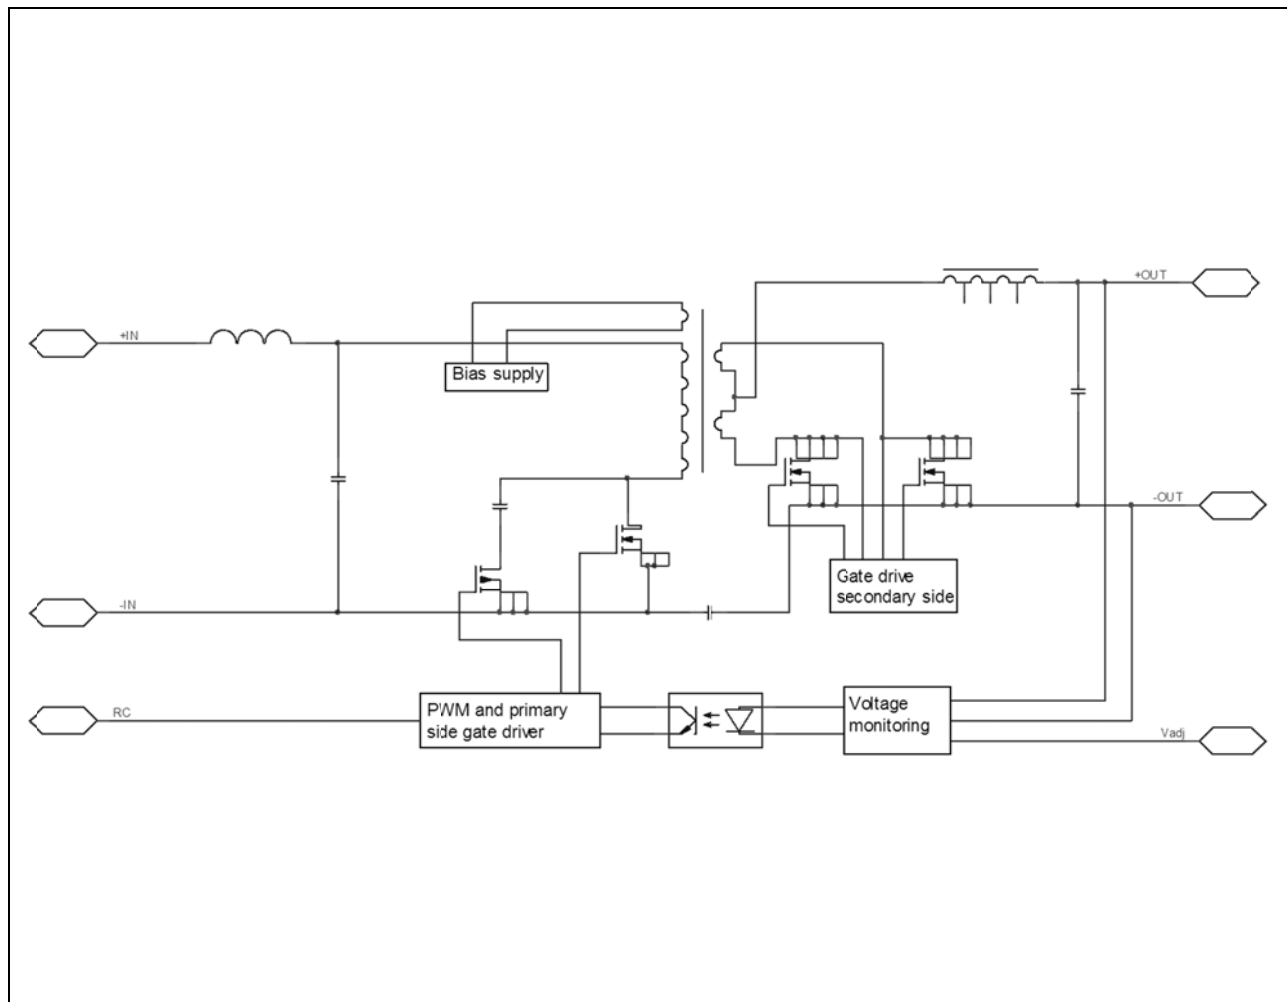 +OUT
+IN
Bias supply
-OUT
Gate drive
secondary side
-IN
RC
PWM and primary
side gate driver
Voltage
monitoring
Vadj